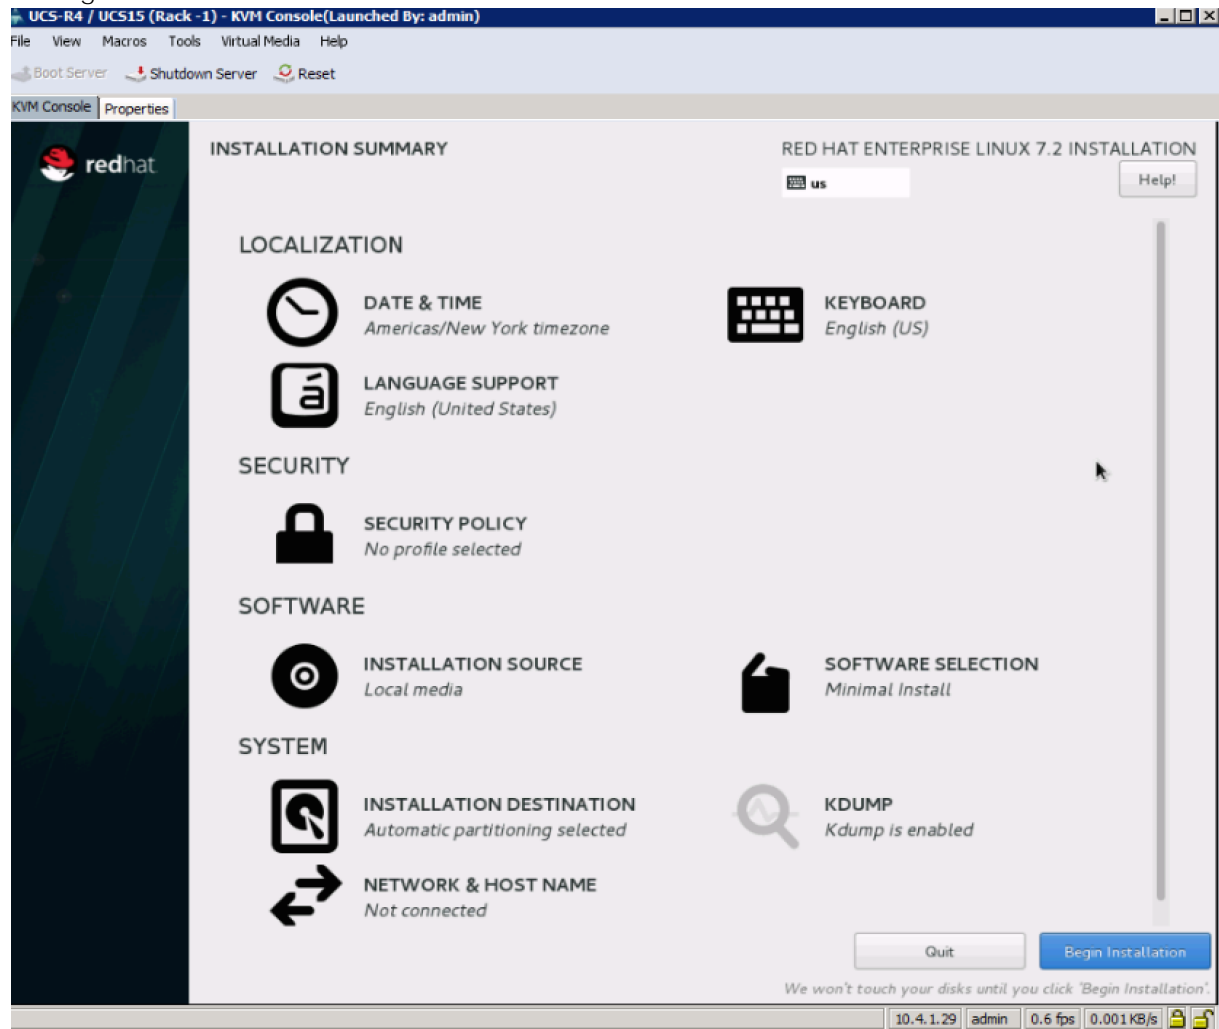 UCS-R4 / UCS15 (Rack -1) - KVM Console(Launched By: admin)
File View Macros Tools Virtual Media Help
Boot Server Shutdown Server Reset
KVM Console Properties
redhat
INSTALLATION SUMMARY
RED HAT ENTERPRISE LINUX 7.2 INSTALLATION
us
Help!
LOCALIZATION
DATE & TIME
Americas/New York timezone
KEYBOARD
English (US)
LANGUAGE SUPPORT
English (United States)
SECURITY
SECURITY POLICY
No profile selected
SOFTWARE
INSTALLATION SOURCE
Local media
SOFTWARE SELECTION
Minimal Install
SYSTEM
INSTALLATION DESTINATION
Automatic partitioning selected
KDUMP
Kdump is enabled
NETWORK & HOST NAME
Not connected
Quit
Begin Installation
We won't touch your disks until you click 'Begin Installation'.
10.4.1.29 admin 0.6 fps 0.001 KB/s